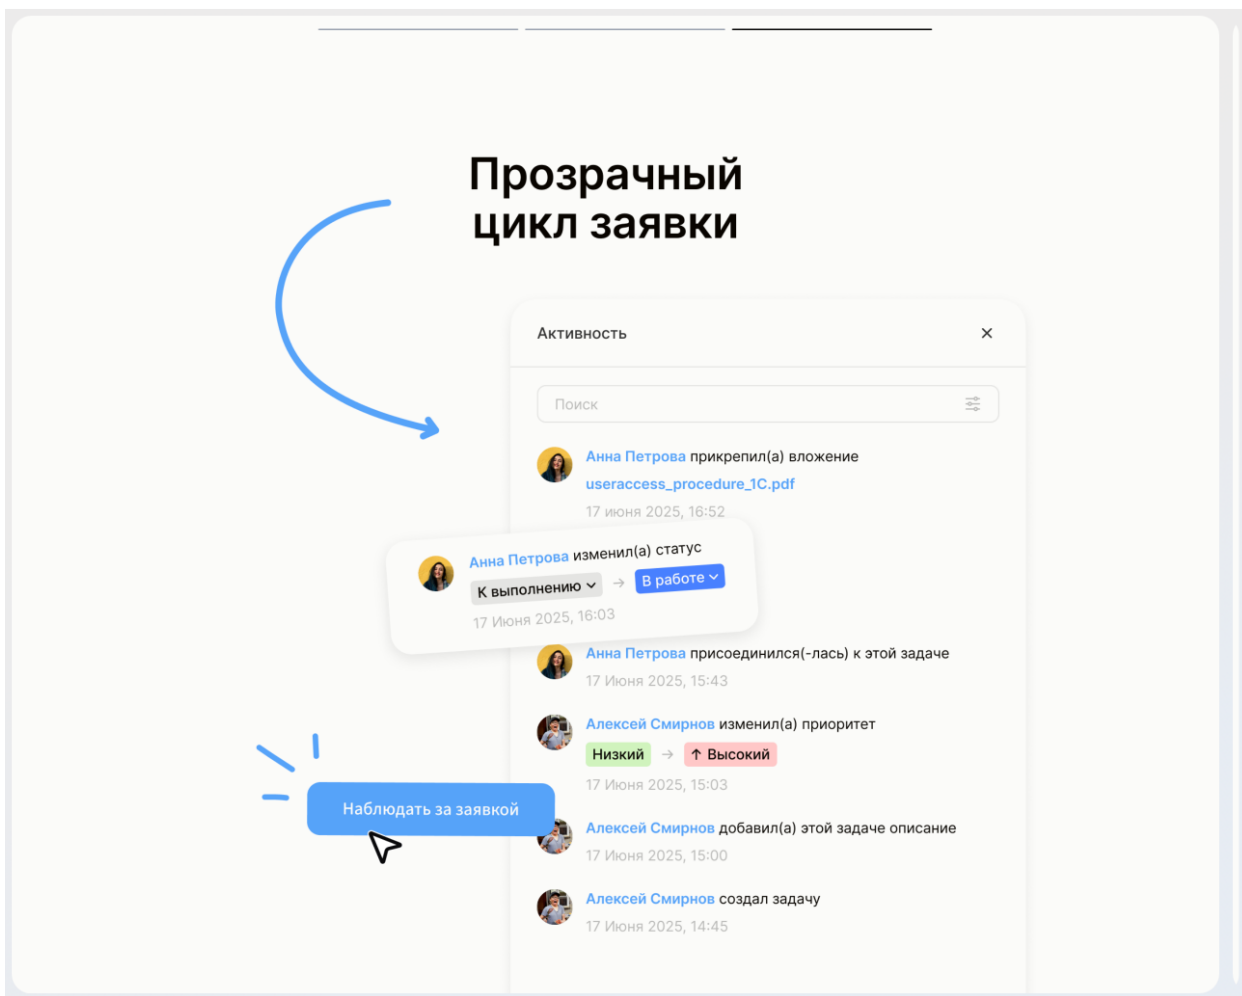 Прозрачный
цикл заявки
Активность
Поиск
Анна Петрова прикрепил(а) вложение
useraccess_procedure_1C.pdf
17 июня 2025, 16:52
Анна Петрова изменил(а) статус
К выполнению → В работе
17 Июня 2025, 16:03
Анна Петрова присоединился(-лась) к этой задаче
17 Июня 2025, 15:43
Алексей Смирнов изменил(а) приоритет
Низкий → ↑ Высокий
17 Июня 2025, 15:03
Наблюдать за заявкой
Алексей Смирнов добавил(а) этой задаче описание
17 Июня 2025, 15:00
Алексей Смирнов создал задачу
17 Июня 2025, 14:45